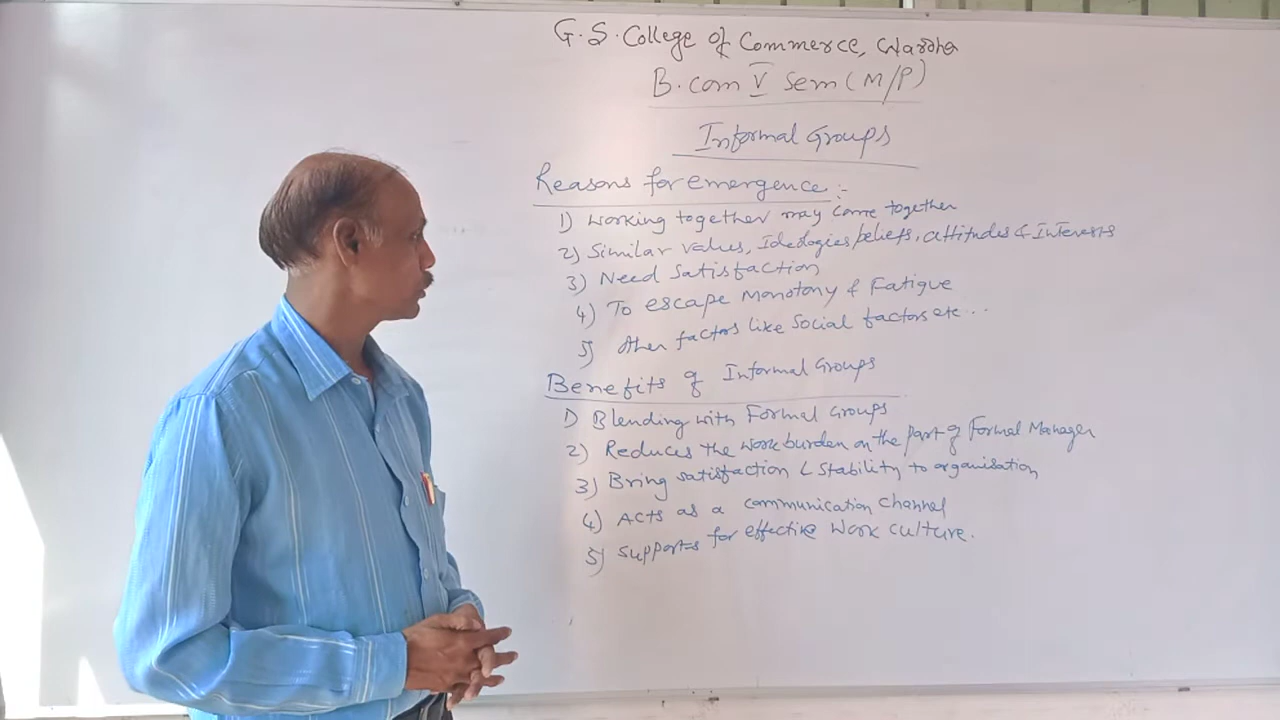 G.S. College of Commerce, Wardha
B.com V Sem (M/P)
Informal Groups
Reasons for emergence :-
1) Working together may come together
2) Similar values, Ideologies/beliefs, attitudes & Interests
3) Need Satisfaction
4) To escape Monotony & Fatigue
5) Other factors like Social factors etc...
Benefits of Informal Groups
1) Blending with Formal Groups
2) Reduces the work burden on the part of Formal Manager
3) Bring satisfaction & stability to organisation
4) Acts as a communication channel
5) Supports for effective work culture.